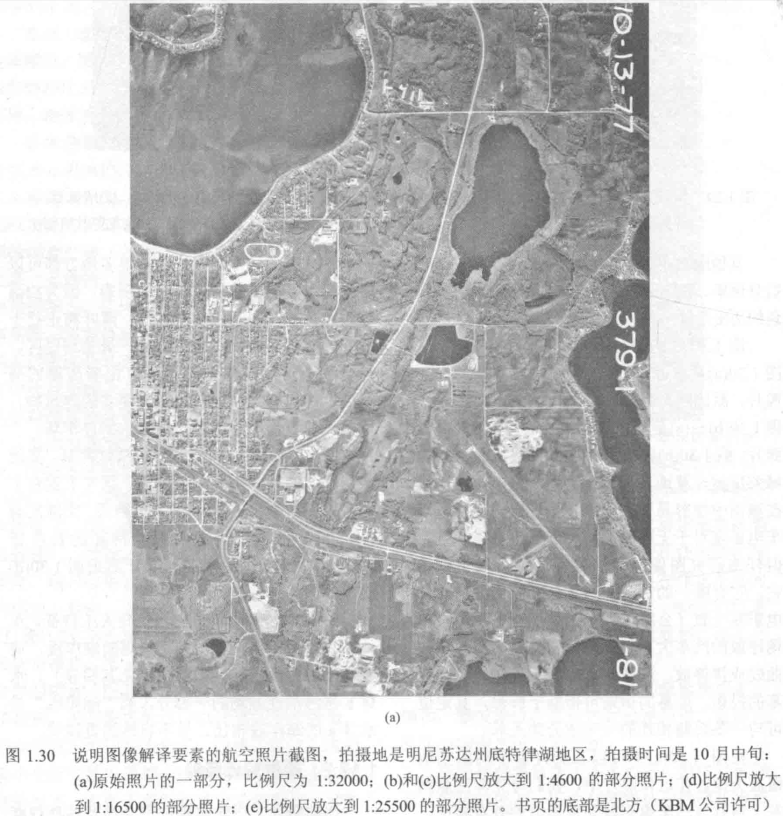 10-13-77
379-1
1-81
(a)
图 1.30 说明图像解译要素的航空照片截图，拍摄地是明尼苏达州底特律湖地区，拍摄时间是 10 月中旬：
(a)原始照片的一部分，比例尺为 1:32000；(b)和(c)比例尺放大到 1:4600 的部分照片；(d)比例尺放大
到 1:16500 的部分照片；(e)比例尺放大到 1:25500 的部分照片。书页的底部是北方（KBM 公司许可）